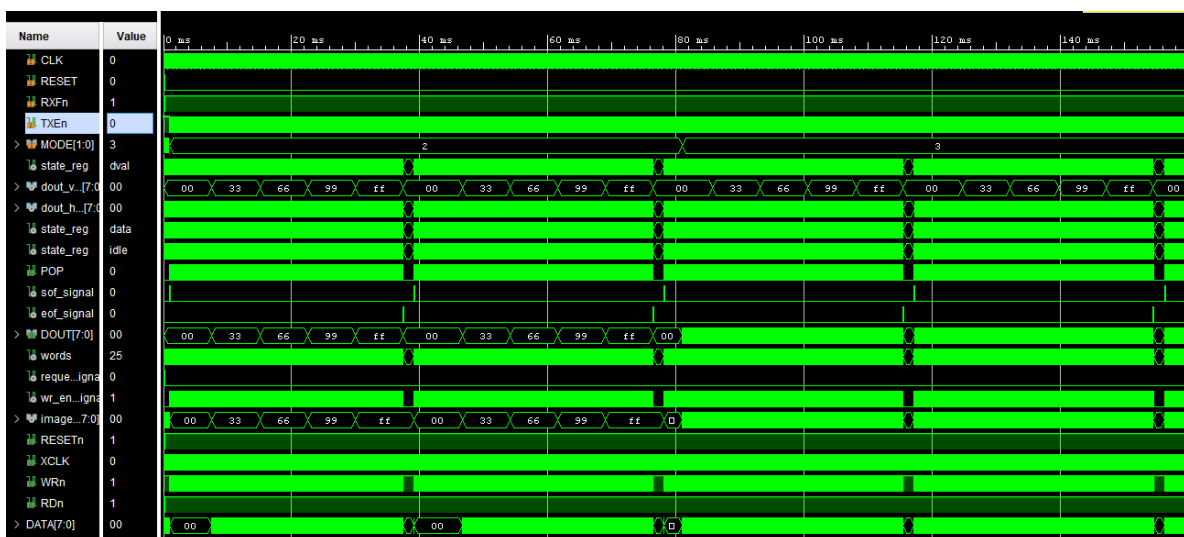 Name Value 0 ms 20 ms 40 ms 60 ms 80 ms 100 ms 120 ms 140 ms
CLK 0
RESET 0
RXFn 1
TXEn 0
MODE[1:0] 3 2 3
state_reg dval
dout_v...[7:0 00 00 33 66 99 ff 00 33 66 99 ff 00 33 66 99 ff 00 33 66 99 ff 00
dout_h...[7:0 00
state_reg data
state_reg idle
POP 0
sof_signal 0
eof_signal 0
DOUT[7:0] 00 00 33 66 99 ff 00 33 66 99 ff 00
words 25
reque...igna 0
wr_en...igna 1
image...7:0] 00 00 33 66 99 ff 00 33 66 99 ff
RESETn 1
XCLK 0
WRn 1
RDn 1
DATA[7:0] 00 00 00